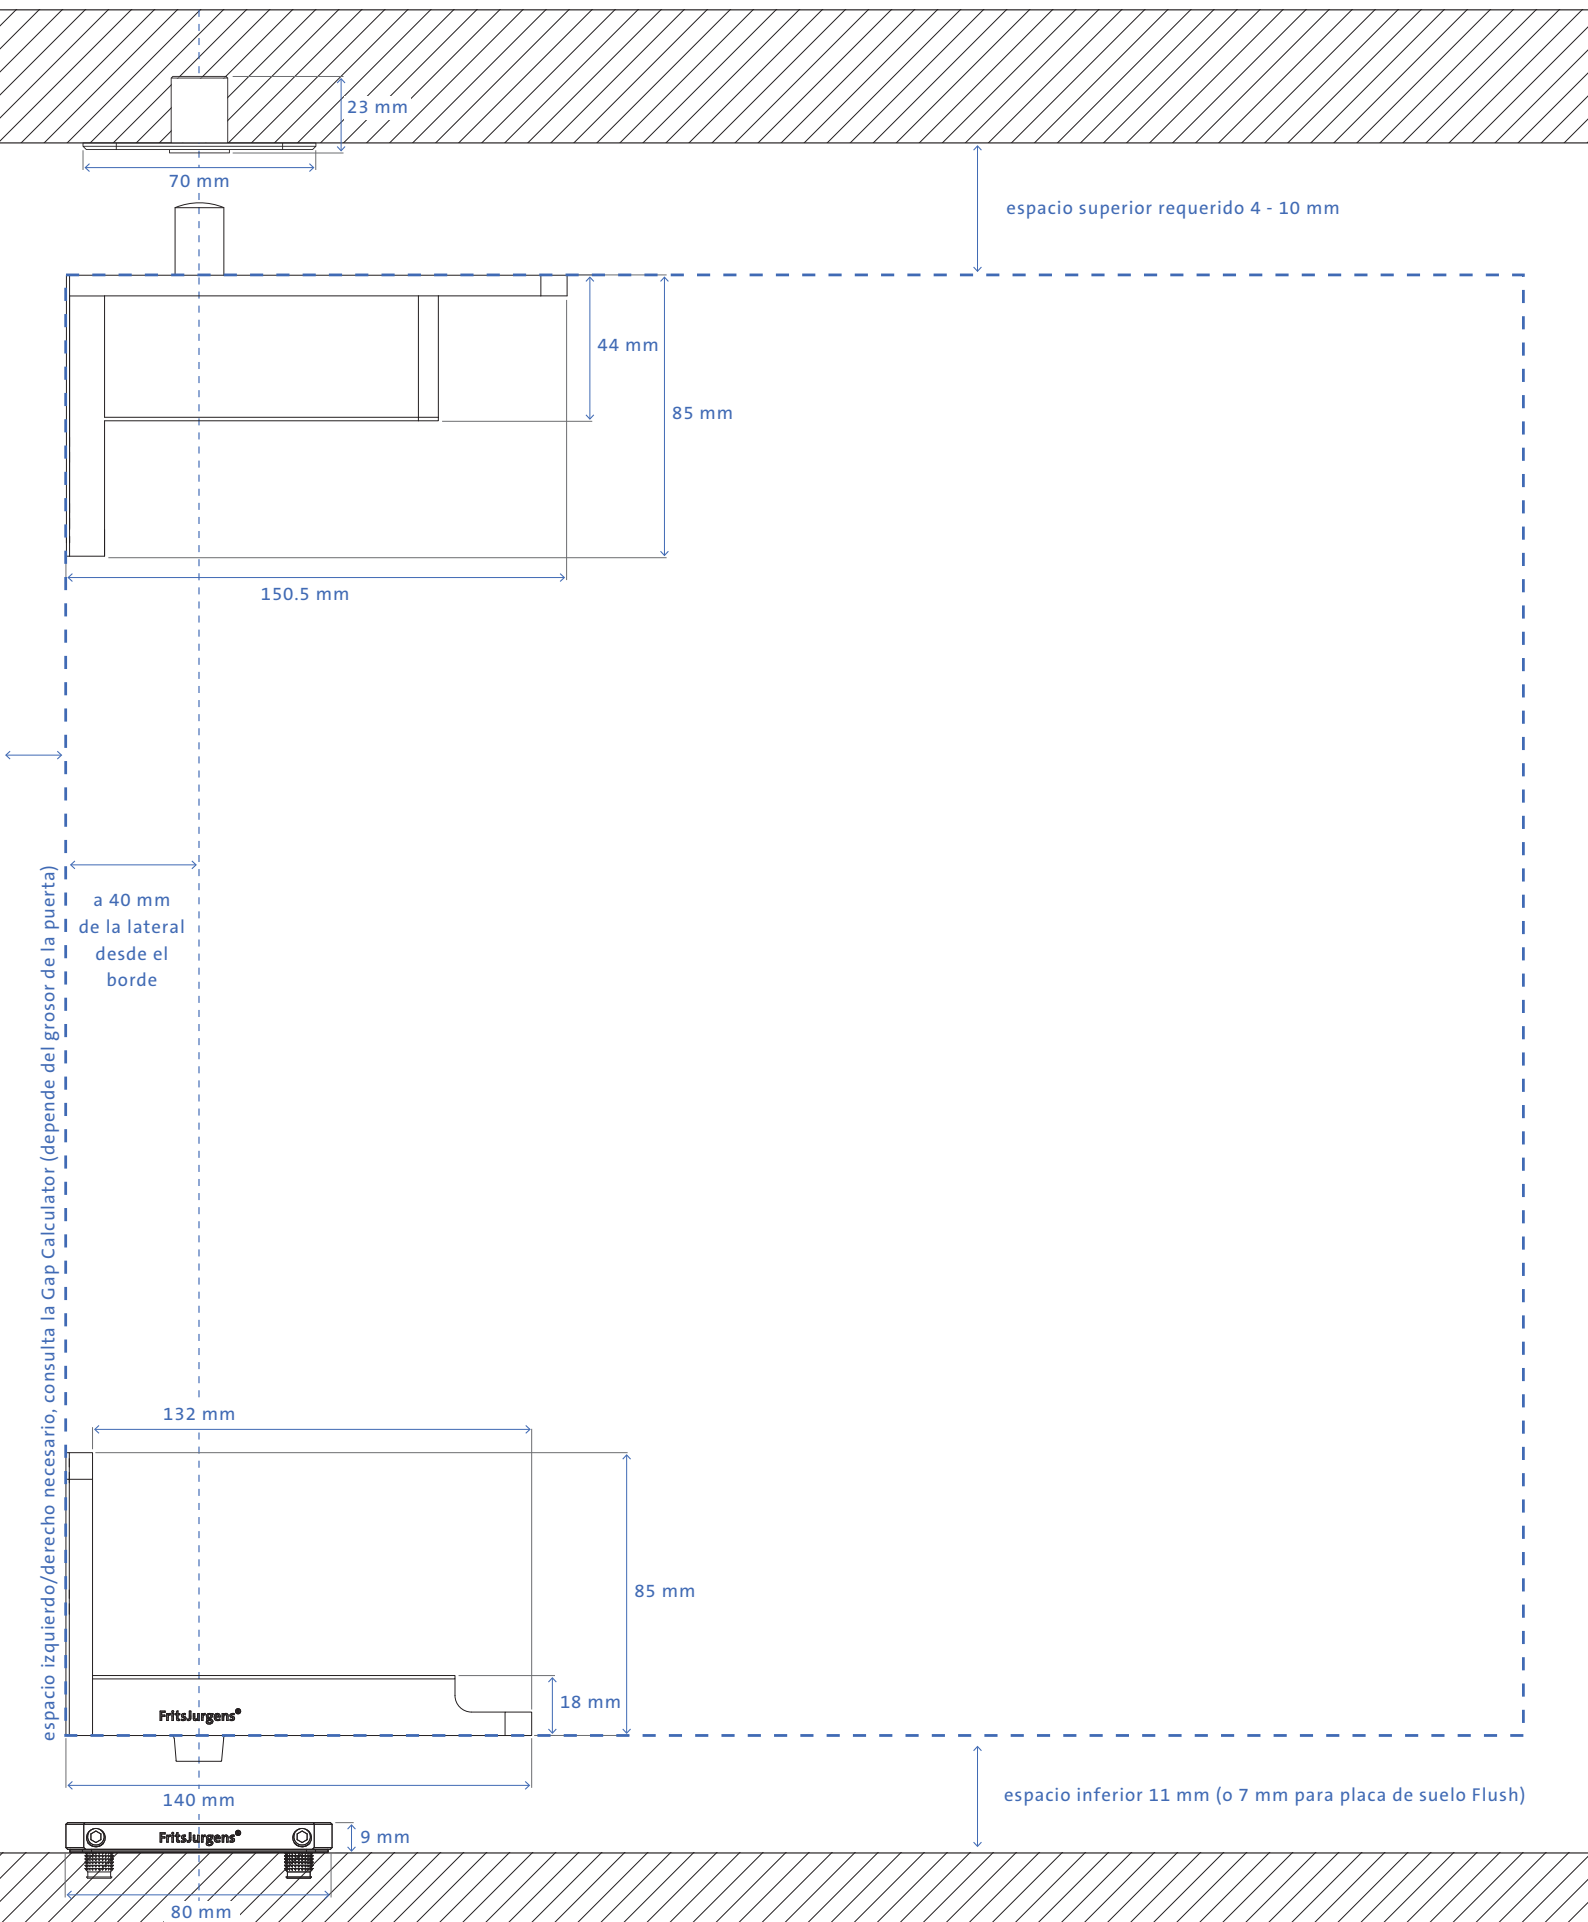 23 mm
70 mm
espacio superior requerido 4 - 10 mm
44 mm
85 mm
150.5 mm
a 40 mm
de la lateral
desde el
borde
espacio izquierdo/derecho necesario, consulta la Gap Calculator (depende del grosor de la puerta)
132 mm
85 mm
18 mm
FritsJurgens®
140 mm
espacio inferior 11 mm (o 7 mm para placa de suelo Flush)
FritsJurgens®
9 mm
80 mm